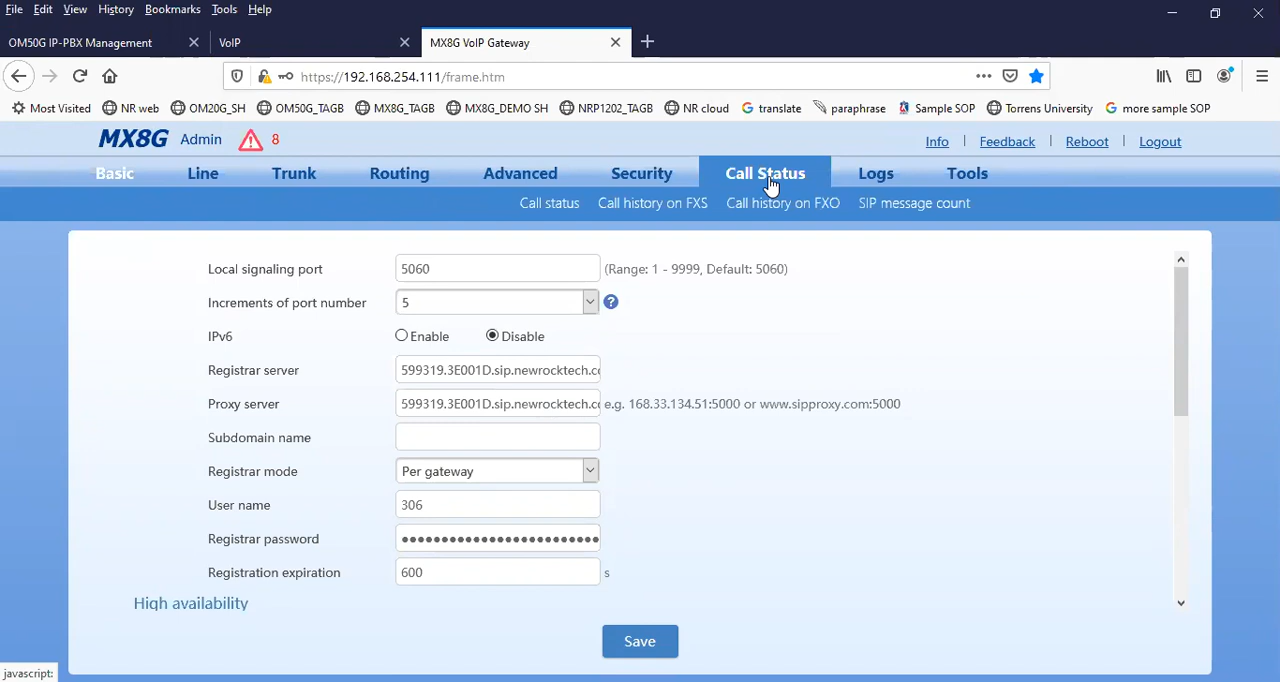 File Edit View History Bookmarks Tools Help
OM50G IP-PBX Management VoIP MX8G VoIP Gateway
https://192.168.254.111/frame.htm
Most Visited NR web OM20G_SH OM50G_TAGB MX8G_TAGB MX8G_DEMO SH NRP1202_TAGB NR cloud translate paraphrase Sample SOP Torrens University more sample SOP
MX8G Admin 8 Info | Feedback | Reboot | Logout
Basic Line Trunk Routing Advanced Security Call Status Logs Tools
Call status Call history on FXS Call history on FXO SIP message count
Local signaling port 5060 (Range: 1 - 9999, Default: 5060)
Increments of port number 5 ?
IPv6 Enable Disable
Registrar server 599319.3E001D.sip.newrocktech.co
Proxy server 599319.3E001D.sip.newrocktech.co e.g. 168.33.134.51:5000 or www.sipproxy.com:5000
Subdomain name
Registrar mode Per gateway
User name 306
Registrar password
Registration expiration 600 s
High availability
Save
javascript: